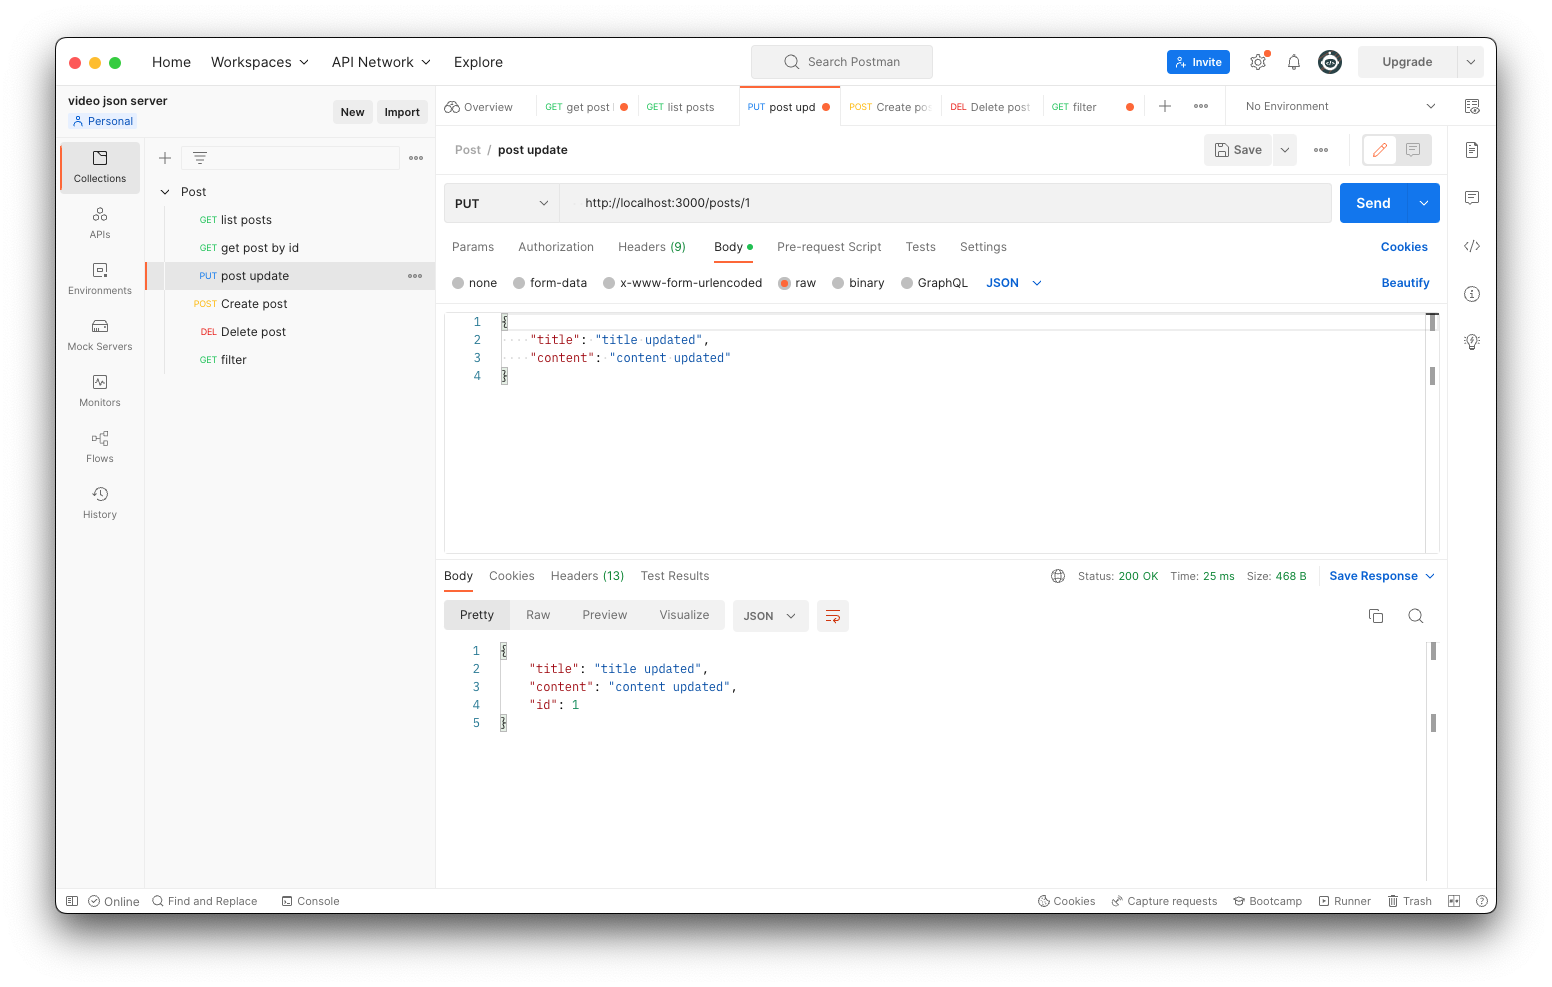 Home Workspaces API Network Explore Search Postman Invite Upgrade
video json server
Personal
New Import
Overview GET get post GET list posts PUT post upd POST Create po DEL Delete post GET filter No Environment
Collections
APIs
Environments
Mock Servers
Monitors
Flows
History
Post
GET list posts
GET get post by id
PUT post update
POST Create post
DEL Delete post
GET filter
Post / post update Save
PUT http://localhost:3000/posts/1 Send
Params Authorization Headers (9) Body Pre-request Script Tests Settings Cookies
none form-data x-www-form-urlencoded raw binary GraphQL JSON Beautify
1 {
2 "title": "title updated",
3 "content": "content updated"
4 }
Body Cookies Headers (13) Test Results Status: 200 OK Time: 25 ms Size: 468 B Save Response
Pretty Raw Preview Visualize JSON
1 {
2 "title": "title updated",
3 "content": "content updated",
4 "id": 1
5 }
Online Find and Replace Console Cookies Capture requests Bootcamp Runner Trash